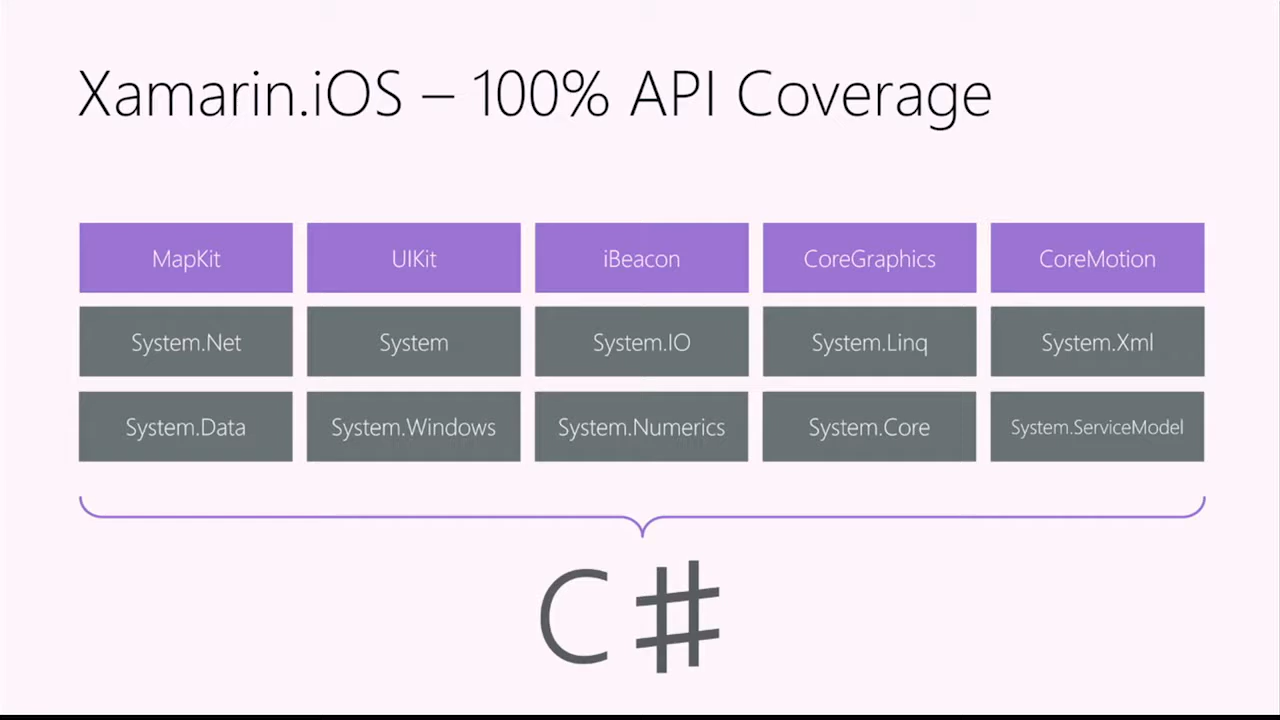 Xamarin.iOS – 100% API Coverage
MapKit UIKit iBeacon CoreGraphics CoreMotion
System.Net System System.IO System.Linq System.Xml
System.Data System.Windows System.Numerics System.Core System.ServiceModel
C#